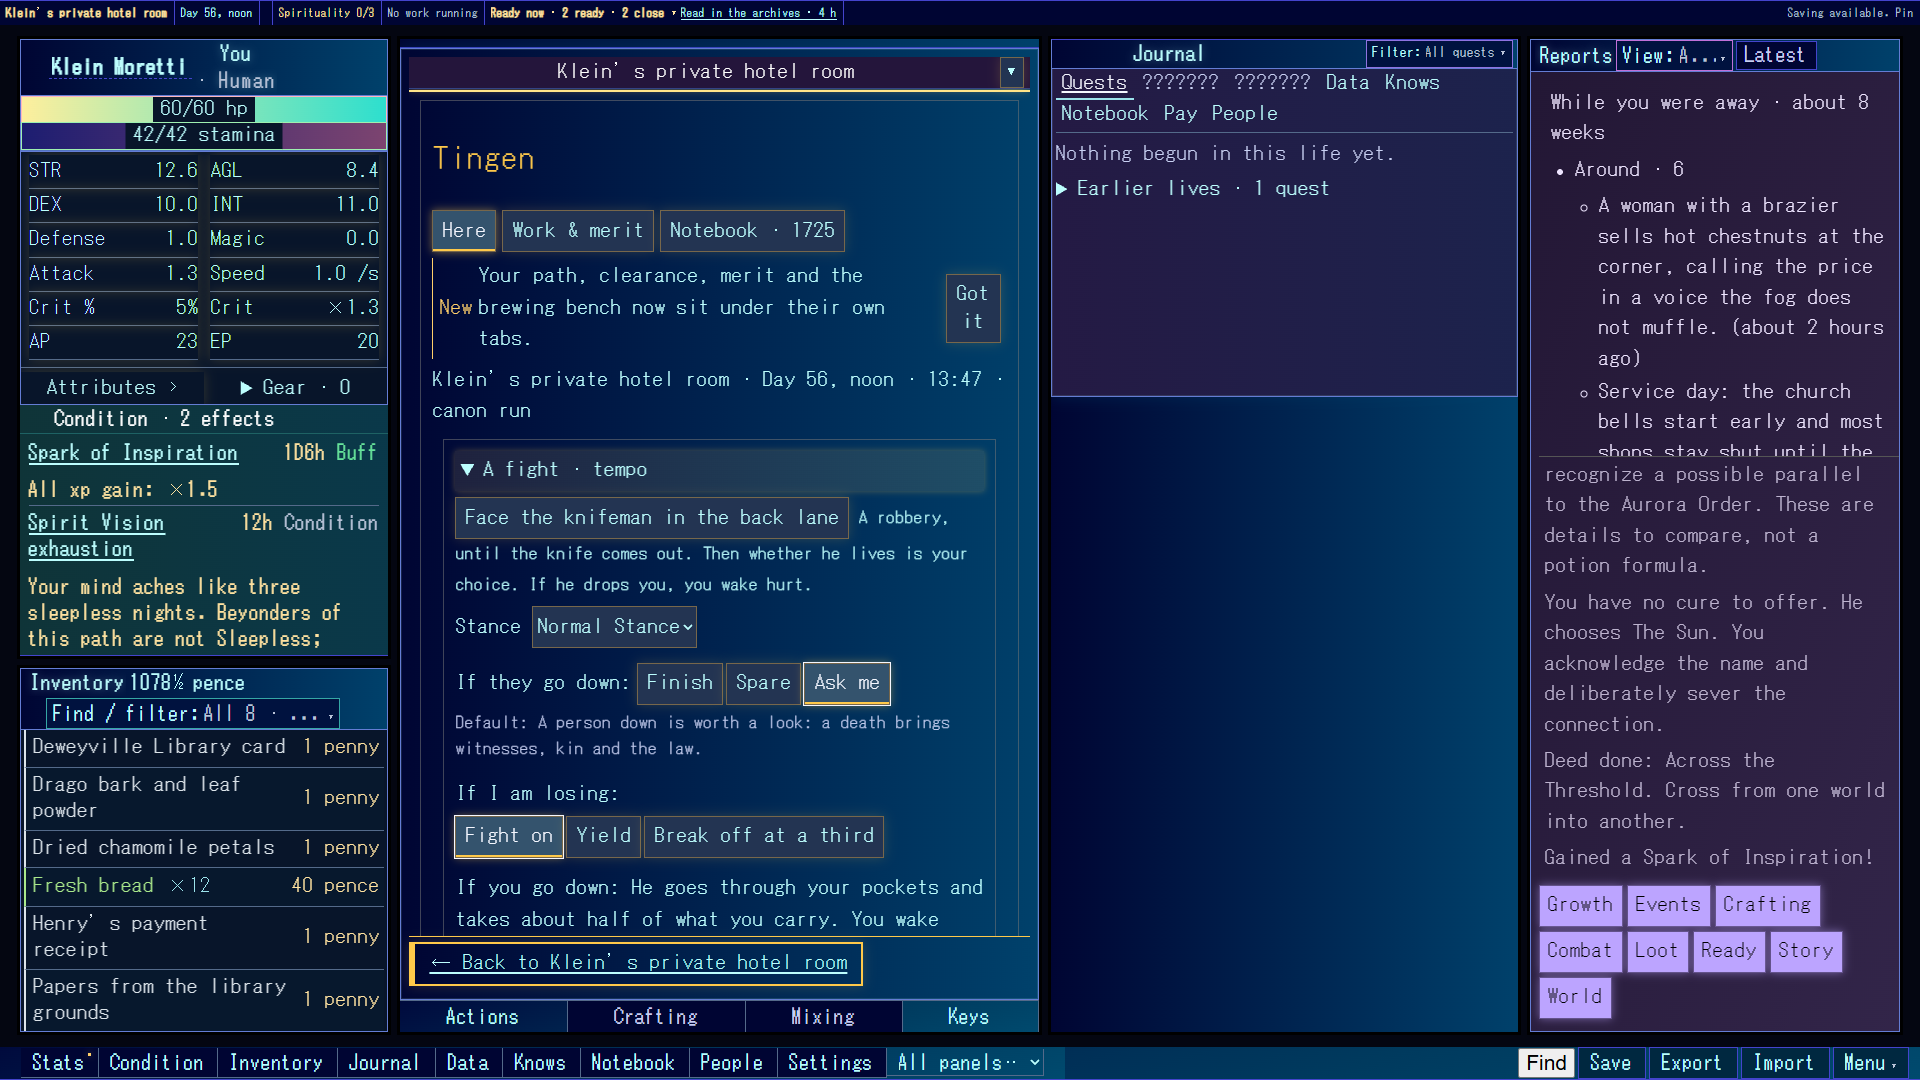 Klein's private hotel room
Day 56, noon
Spirituality 0/3
No work running
Ready now · 2 ready · 2 close ▾
Read in the archives · 4 h
Saving available. Pin
Klein Moretti · You
Human
60/60 hp
42/42 stamina
STR 12.6 AGL 8.4
DEX 10.0 INT 11.0
Defense 1.0 Magic 0.0
Attack 1.3 Speed 1.0 /s
Crit % 5% Crit ×1.3
AP 23 EP 20
Attributes >
▶ Gear · 0
Condition · 2 effects
Spark of Inspiration 1D6h Buff
All xp gain: ×1.5
Spirit Vision 12h Condition
exhaustion
Your mind aches like three
sleepless nights. Beyonders of
this path are not Sleepless;
Inventory 1078½ pence
Find / filter: All 8 · ... ▾
Deweyville Library card 1 penny
Drago bark and leaf
powder 1 penny
Dried chamomile petals 1 penny
Fresh bread ×12 40 pence
Henry's payment
receipt 1 penny
Papers from the library
grounds 1 penny
Klein's private hotel room
▼
Tingen
Here
Work & merit
Notebook · 1725
New
Your path, clearance, merit and the
brewing bench now sit under their own
tabs.
Got
it
Klein's private hotel room · Day 56, noon · 13:47 ·
canon run
▼ A fight · tempo
Face the knifeman in the back lane A robbery,
until the knife comes out. Then whether he lives is your
choice. If he drops you, you wake hurt.
Stance Normal Stance
If they go down: Finish Spare Ask me
Default: A person down is worth a look: a death brings
witnesses, kin and the law.
If I am losing:
Fight on Yield Break off at a third
If you go down: He goes through your pockets and
takes about half of what you carry. You wake
← Back to Klein's private hotel room
Actions Crafting Mixing Keys
Journal
Filter: All quests ▾
Quests ??????? ??????? Data Knows
Notebook Pay People
Nothing begun in this life yet.
▶ Earlier lives · 1 quest
Reports View: A... ▾ Latest
While you were away · about 8
weeks
• Around · 6
◦ A woman with a brazier
sells hot chestnuts at the
corner, calling the price
in a voice the fog does
not muffle. (about 2 hours
ago)
◦ Service day: the church
bells start early and most
shops stay shut until the
recognize a possible parallel
to the Aurora Order. These are
details to compare, not a
potion formula.
You have no cure to offer. He
chooses The Sun. You
acknowledge the name and
deliberately sever the
connection.
Deed done: Across the
Threshold. Cross from one world
into another.
Gained a Spark of Inspiration!
Growth Events Crafting
Combat Loot Ready Story
World
Stats Condition Inventory Journal Data Knows Notebook People Settings All panels··
Find Save Export Import Menu ▾